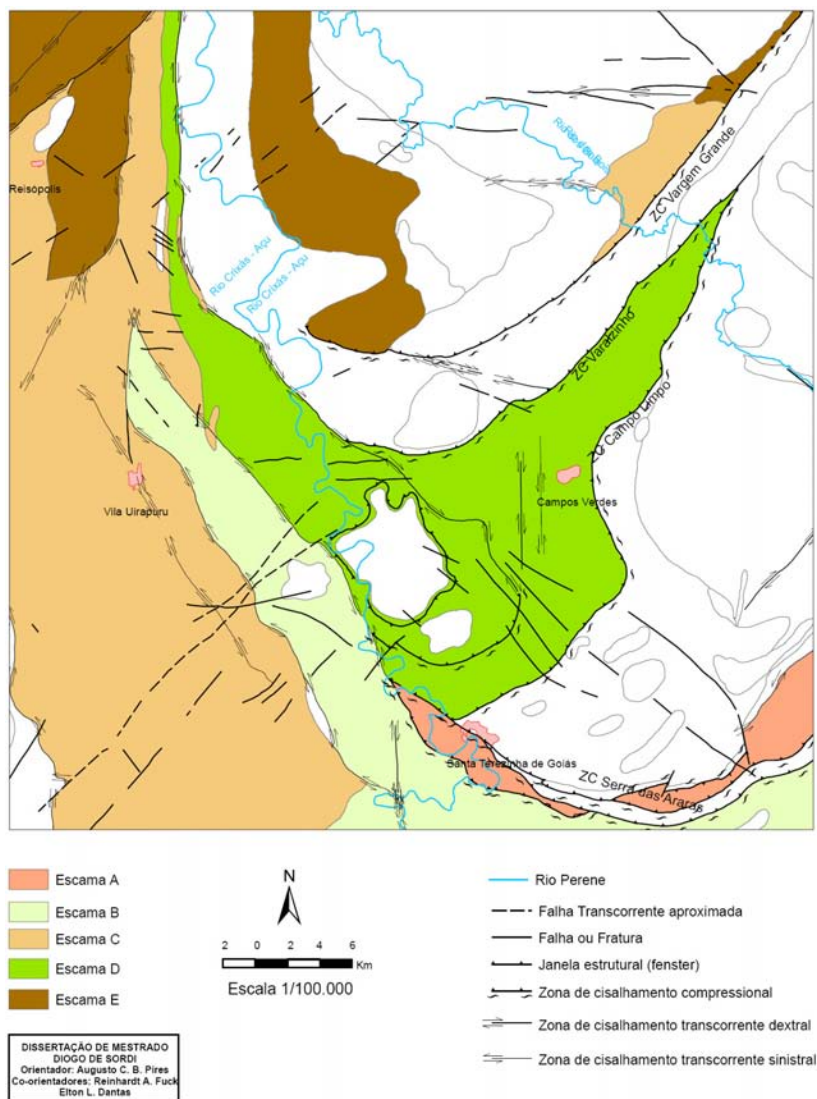 Reisópolis
Rio Crixás - Açu
Rio Crixás - Açu
ZC Vargem Grande
ZC Varalzinho
ZC Campo Limpo
Campos Verdes
Vila Uirapuru
Santa Terezinha de Goiás
ZC Serra das Araras
Escama A
Escama B
Escama C
Escama D
Escama E
N
2 0 2 4 6
Km
Escala 1/100.000
Rio Perene
Falha Transcorrente aproximada
Falha ou Fratura
Janela estrutural (fenster)
Zona de cisalhamento compressional
Zona de cisalhamento transcorrente dextral
Zona de cisalhamento transcorrente sinistral
DISSERTAÇÃO DE MESTRADO
DIOGO DE SORDI
Orientador: Augusto C. B. Pires
Co-orientadores: Reinhardt A. Fuck
Elton L. Dantas